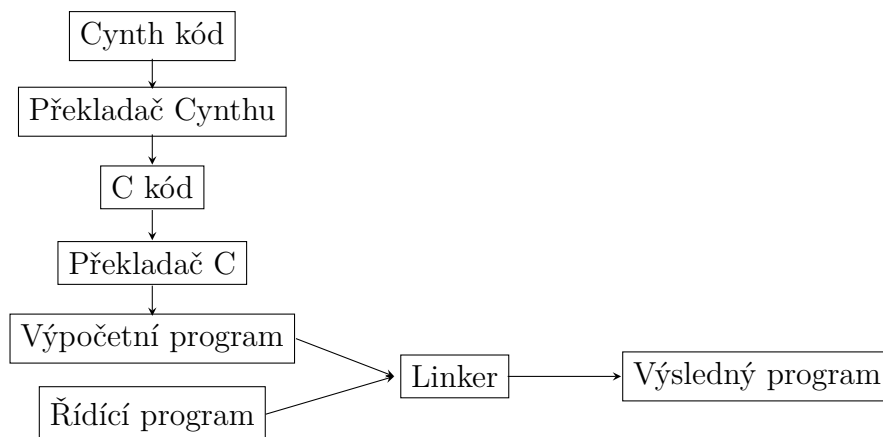 Cynth kód
Překladač Cynthu
C kód
Překladač C
Výpočetní program
Linker
Výsledný program
Řídící program